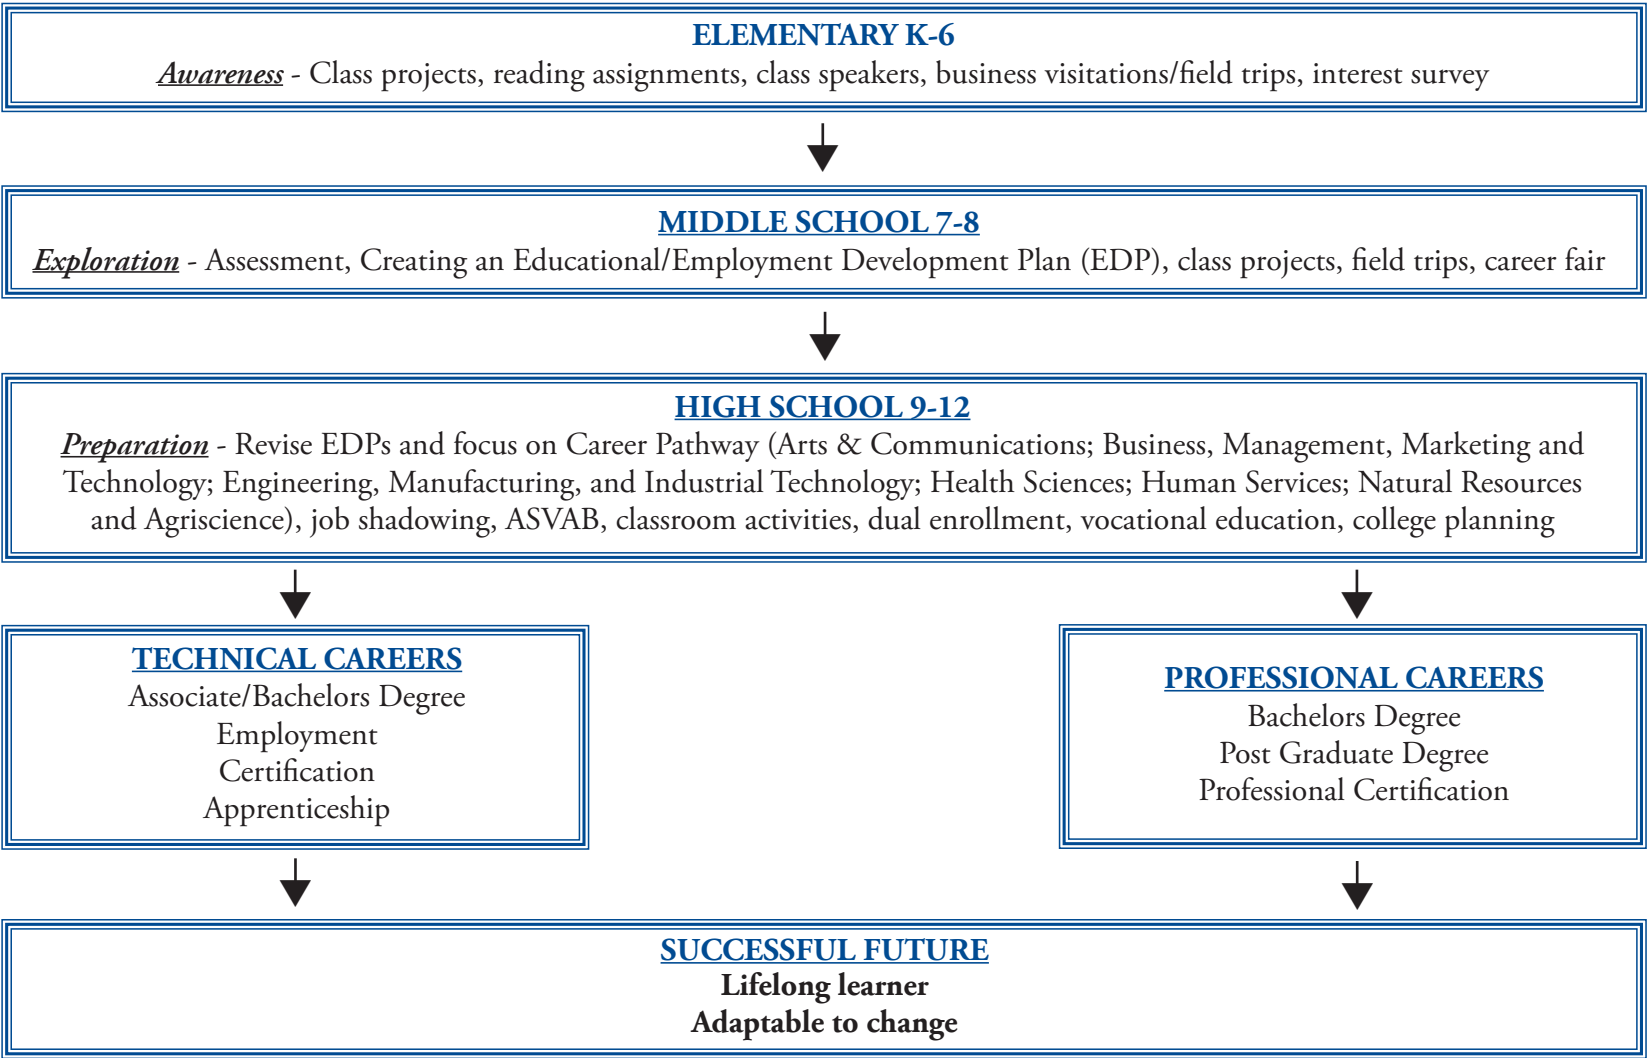 ELEMENTARY K-6
Awareness - Class projects, reading assignments, class speakers, business visitations/field trips, interest survey
MIDDLE SCHOOL 7-8
Exploration - Assessment, Creating an Educational/Employment Development Plan (EDP), class projects, field trips, career fair
HIGH SCHOOL 9-12
Preparation - Revise EDPs and focus on Career Pathway (Arts & Communications; Business, Management, Marketing and
Technology; Engineering, Manufacturing, and Industrial Technology; Health Sciences; Human Services; Natural Resources
and Agriscience), job shadowing, ASVAB, classroom activities, dual enrollment, vocational education, college planning
TECHNICAL CAREERS
Associate/Bachelors Degree
Employment
Certification
Apprenticeship
PROFESSIONAL CAREERS
Bachelors Degree
Post Graduate Degree
Professional Certification
SUCCESSFUL FUTURE
Lifelong learner
Adaptable to change